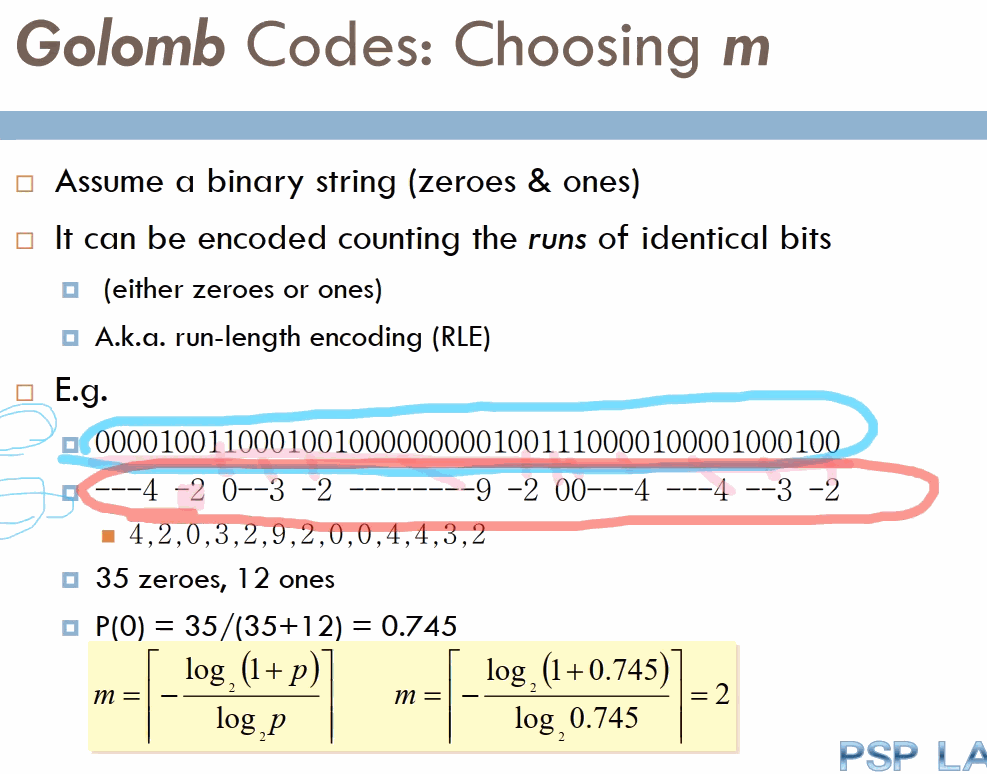 Golomb Codes: Choosing m
Assume a binary string (zeroes & ones)
It can be encoded counting the runs of identical bits
(either zeroes or ones)
A.k.a. run-length encoding (RLE)
E.g.
00001001100010010000000001001110000100001000100
---4 -2 0--3 -2 --------9 -2 00---4 ---4 --3 -2
4,2,0,3,2,9,2,0,0,4,4,3,2
35 zeroes, 12 ones
P(0) = 35/(35+12) = 0.745
m = ⌈− log₂(1 + p) / log₂ p⌉ m = ⌈− log₂(1 + 0.745) / log₂ 0.745⌉ = 2
PSP LA